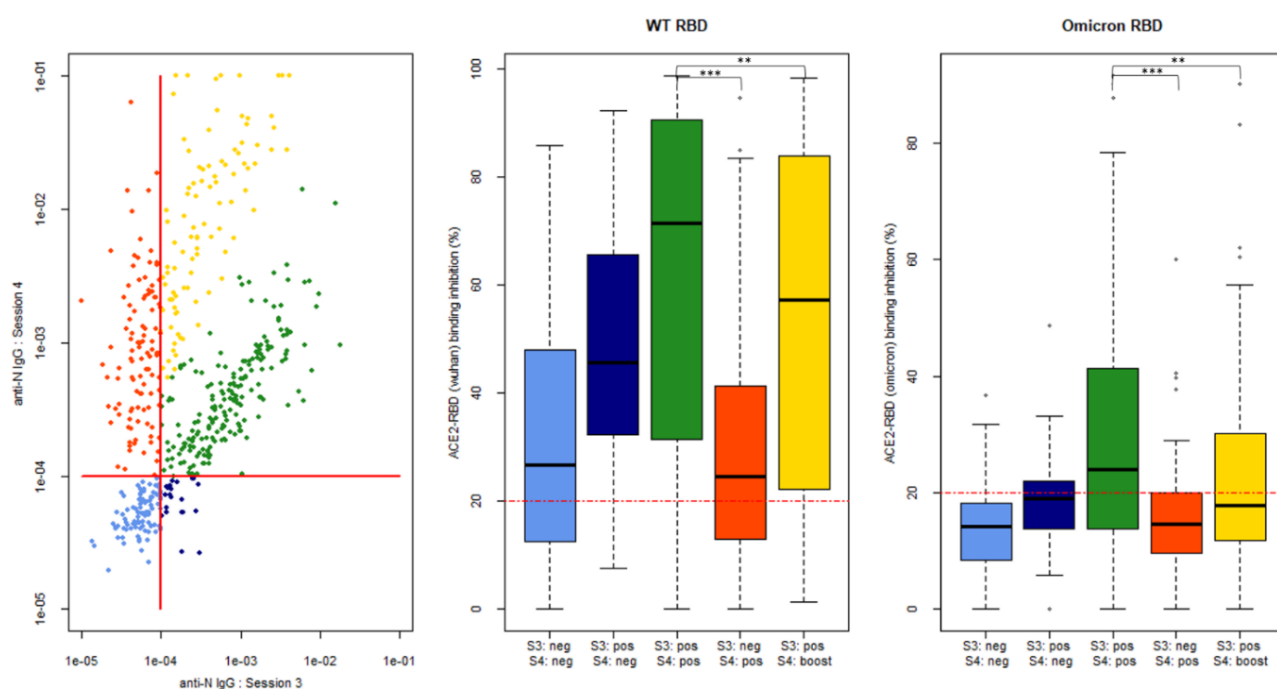 WT RBD
Omicron RBD
anti-N IgG : Session 4
1e-01
1e-02
1e-03
1e-04
1e-05
1e-05 1e-04 1e-03 1e-02 1e-01
anti-N IgG : Session 3
ACE2-RBD (wuhan) binding inhibition (%)
100
80
60
40
20
0
**
***
S3: neg S3: pos S3: pos S3: neg S3: pos
S4: neg S4: neg S4: pos S4: pos S4: boost
ACE2-RBD (omicron) binding inhibition (%)
80
60
40
20
0
**
***
S3: neg S3: pos S3: pos S3: neg S3: pos
S4: neg S4: neg S4: pos S4: pos S4: boost